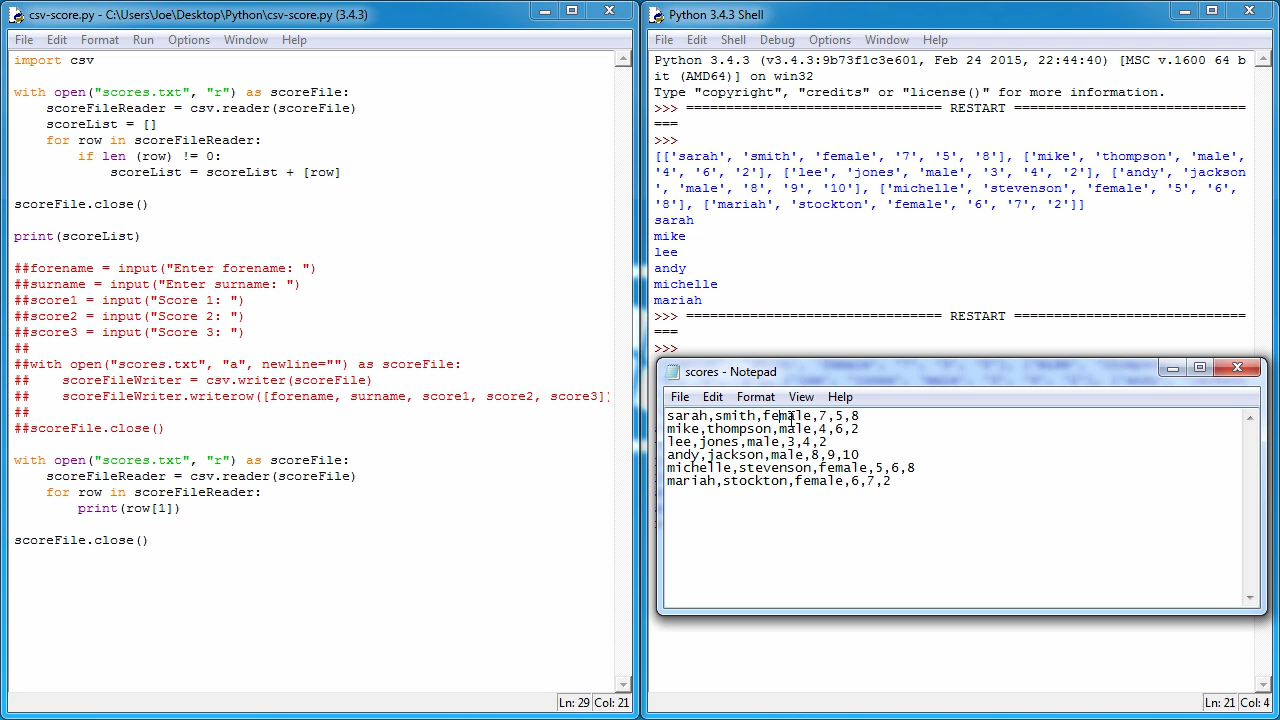 csv-score.py - C:\Users\Joe\Desktop\Python\csv-score.py (3.4.3)
File Edit Format Run Options Window Help
import csv
with open("scores.txt", "r") as scoreFile:
    scoreFileReader = csv.reader(scoreFile)
    scoreList = []
    for row in scoreFileReader:
        if len (row) != 0:
            scoreList = scoreList + [row]
scoreFile.close()
print(scoreList)
##forename = input("Enter forename: ")
##surname = input("Enter surname: ")
##score1 = input("Score 1: ")
##score2 = input("Score 2: ")
##score3 = input("Score 3: ")
##
##with open("scores.txt", "a", newline="") as scoreFile:
##    scoreFileWriter = csv.writer(scoreFile)
##    scoreFileWriter.writerow([forename, surname, score1, score2, score3])
##
##scoreFile.close()
with open("scores.txt", "r") as scoreFile:
    scoreFileReader = csv.reader(scoreFile)
    for row in scoreFileReader:
        print(row[1])
scoreFile.close()
Ln: 29 Col: 21
Python 3.4.3 Shell
File Edit Shell Debug Options Window Help
Python 3.4.3 (v3.4.3:9b73f1c3e601, Feb 24 2015, 22:44:40) [MSC v.1600 64 b
it (AMD64)] on win32
Type "copyright", "credits" or "license()" for more information.
>>> ================================ RESTART =============================
===
>>>
[['sarah', 'smith', 'female', '7', '5', '8'], ['mike', 'thompson', 'male',
'4', '6', '2'], ['lee', 'jones', 'male', '3', '4', '2'], ['andy', 'jackson
', 'male', '8', '9', '10'], ['michelle', 'stevenson', 'female', '5', '6',
'8'], ['mariah', 'stockton', 'female', '6', '7', '2']]
sarah
mike
lee
andy
michelle
mariah
>>> ================================ RESTART =============================
===
>>>
scores - Notepad
File Edit Format View Help
sarah,smith,female,7,5,8
mike,thompson,male,4,6,2
lee,jones,male,3,4,2
andy,jackson,male,8,9,10
michelle,stevenson,female,5,6,8
mariah,stockton,female,6,7,2
Ln: 21 Col: 4